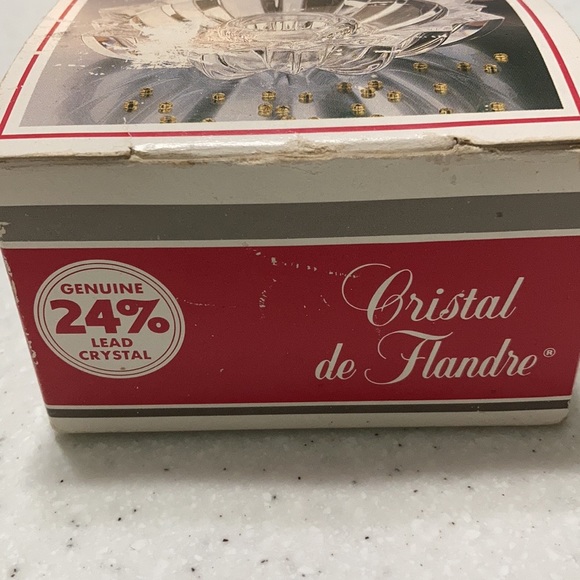 GENUINE
24%
LEAD
CRYSTAL
Cristal
de Flandre®